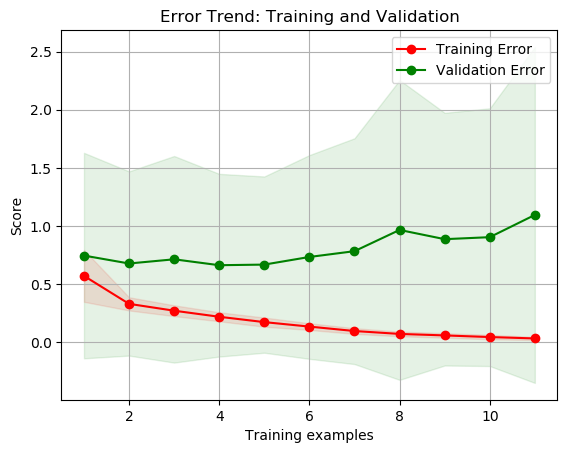 Error Trend: Training and Validation
Training Error
Validation Error
2.5
2.0
1.5
1.0
0.5
0.0
Score
2 4 6 8 10
Training examples